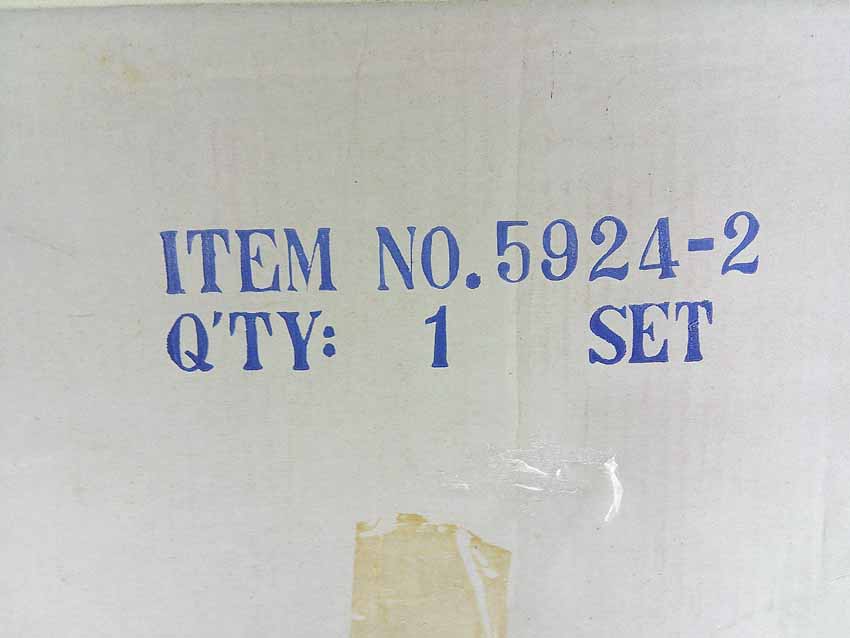 ITEM NO. 5924-2
Q'TY: 1 SET